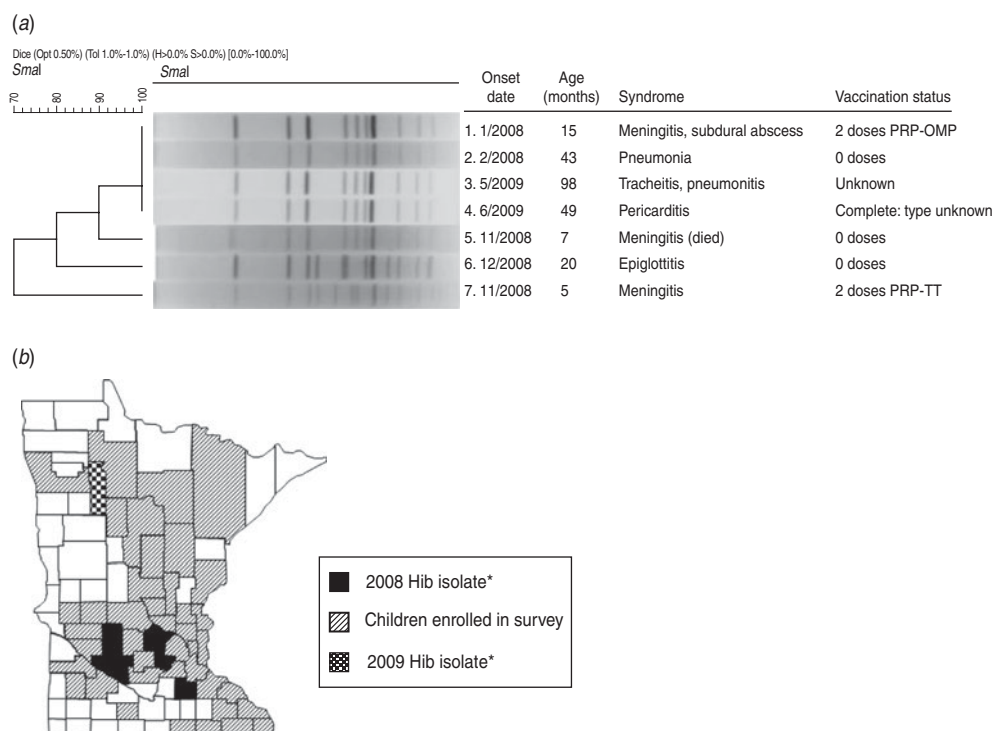 (a)
Dice (Opt 0.50%) (Tol 1.0%-1.0%) (H>0.0% S>0.0%) [0.0%-100.0%]
SmaI SmaI
70 80 90 100
Onset date Age (months) Syndrome Vaccination status
1. 1/2008 15 Meningitis, subdural abscess 2 doses PRP-OMP
2. 2/2008 43 Pneumonia 0 doses
3. 5/2009 98 Tracheitis, pneumonitis Unknown
4. 6/2009 49 Pericarditis Complete: type unknown
5. 11/2008 7 Meningitis (died) 0 doses
6. 12/2008 20 Epiglottitis 0 doses
7. 11/2008 5 Meningitis 2 doses PRP-TT
(b)
2008 Hib isolate*
Children enrolled in survey
2009 Hib isolate*